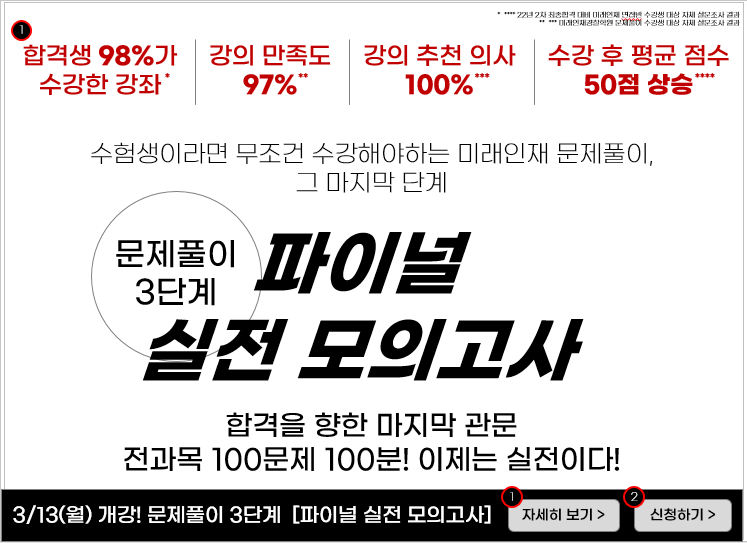 * **** 22년 2차 최종합격 대비 미래인재 면접반 수강생 대상 자체 설문조사 결과
** *** 미래인재경찰학원 문제풀이 수강생 대상 자체 설문조사 결과
1
합격생 98%가
수강한 강좌*
강의 만족도
97%**
강의 추천 의사
100%***
수강 후 평균 점수
50점 상승****
수험생이라면 무조건 수강해야하는 미래인재 문제풀이,
그 마지막 단계
문제풀이
3단계
파이널
실전 모의고사
합격을 향한 마지막 관문
전과목 100문제 100분! 이제는 실전이다!
3/13(월) 개강! 문제풀이 3단계 [파이널 실전 모의고사]
1
자세히 보기 >
2
신청하기 >